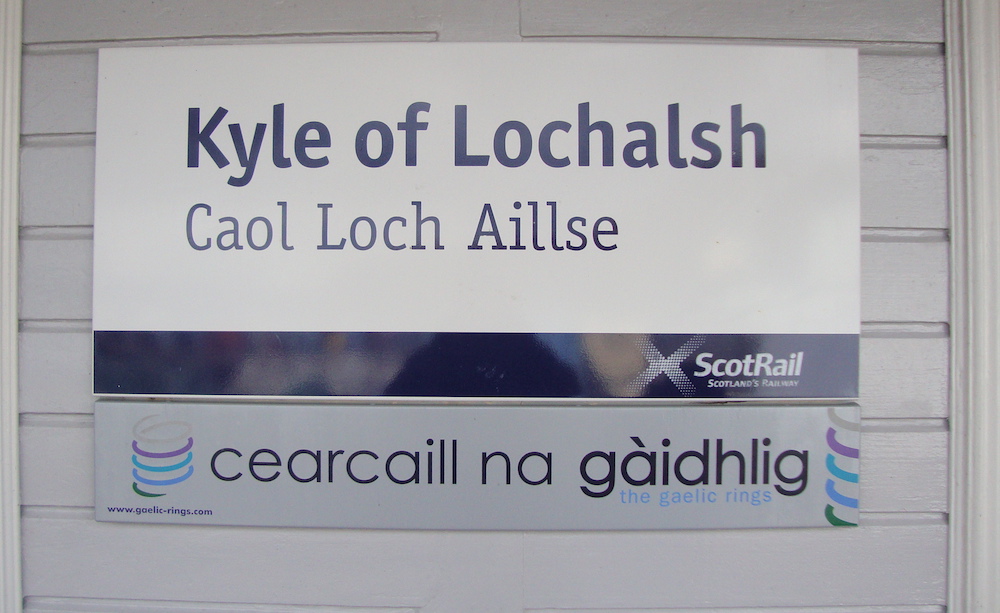 Kyle of Lochalsh
Caol Loch Aillse
ScotRail
SCOTLAND'S RAILWAY
cearcaill na gàidhlig
the gaelic rings
www.gaelic-rings.com